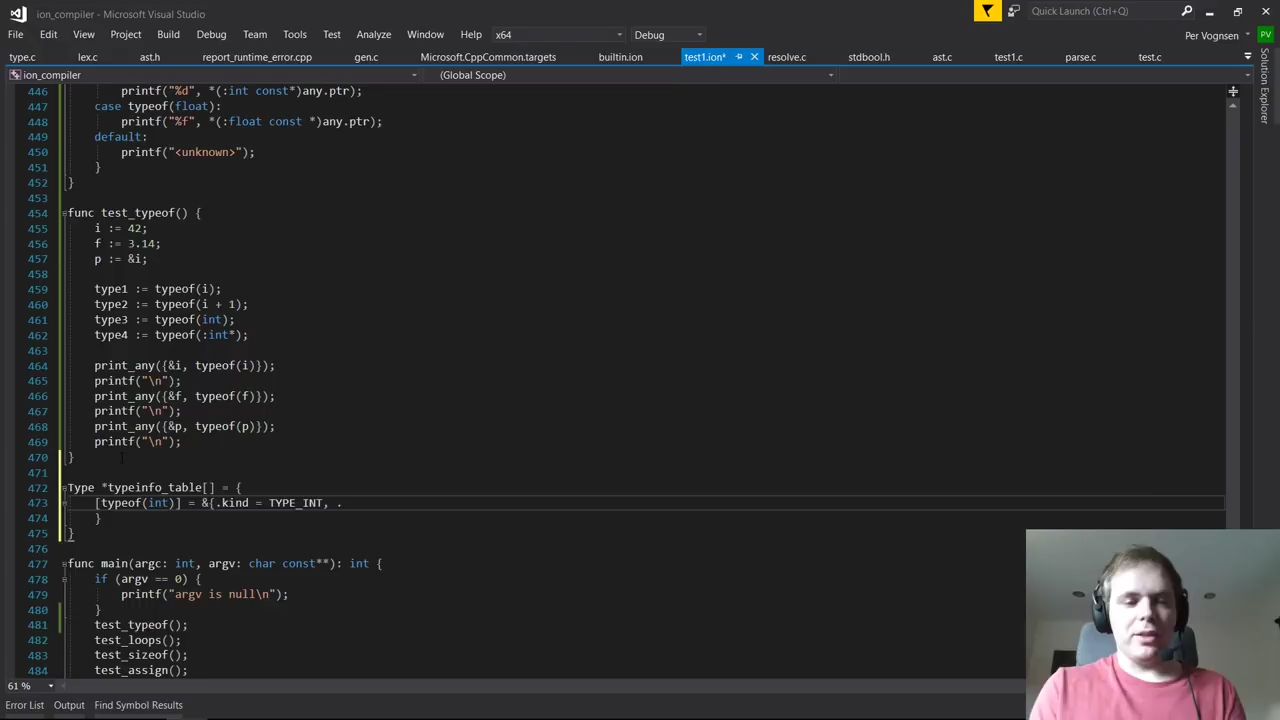 ion_compiler - Microsoft Visual Studio
Quick Launch (Ctrl+Q)
File Edit View Project Build Debug Team Tools Test Analyze Window Help x64 Debug Per Vognsen PV
type.c lex.c ast.h report_runtime_error.cpp gen.c Microsoft.CppCommon.targets builtin.ion test1.ion* resolve.c stdbool.h ast.c test1.c parse.c test.c
ion_compiler (Global Scope)
Solution Explorer
446 printf("%d", *(:int const*)any.ptr);
447 case typeof(float):
448 printf("%f", *(:float const *)any.ptr);
449 default:
450 printf("<unknown>");
451 }
452 }
453
454 func test_typeof() {
455 i := 42;
456 f := 3.14;
457 p := &i;
458
459 type1 := typeof(i);
460 type2 := typeof(i + 1);
461 type3 := typeof(int);
462 type4 := typeof(:int*);
463
464 print_any({&i, typeof(i)});
465 printf("\n");
466 print_any({&f, typeof(f)});
467 printf("\n");
468 print_any({&p, typeof(p)});
469 printf("\n");
470 }
471
472 Type *typeinfo_table[] = {
473 [typeof(int)] = &{.kind = TYPE_INT, .
474 }
475 }
476
477 func main(argc: int, argv: char const**): int {
478 if (argv == 0) {
479 printf("argv is null\n");
480 }
481 test_typeof();
482 test_loops();
483 test_sizeof();
484 test_assign();
61 %
Error List Output Find Symbol Results